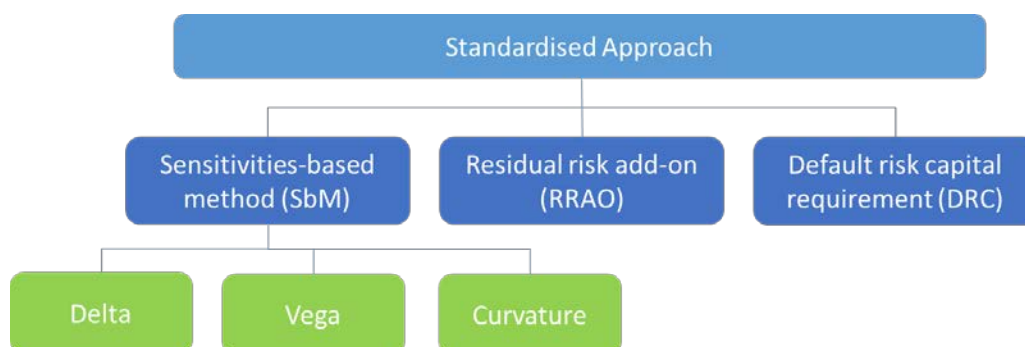 Standardised Approach
Sensitivities-based
method (SbM)
Residual risk add-on
(RRAO)
Default risk capital
requirement (DRC)
Delta
Vega
Curvature